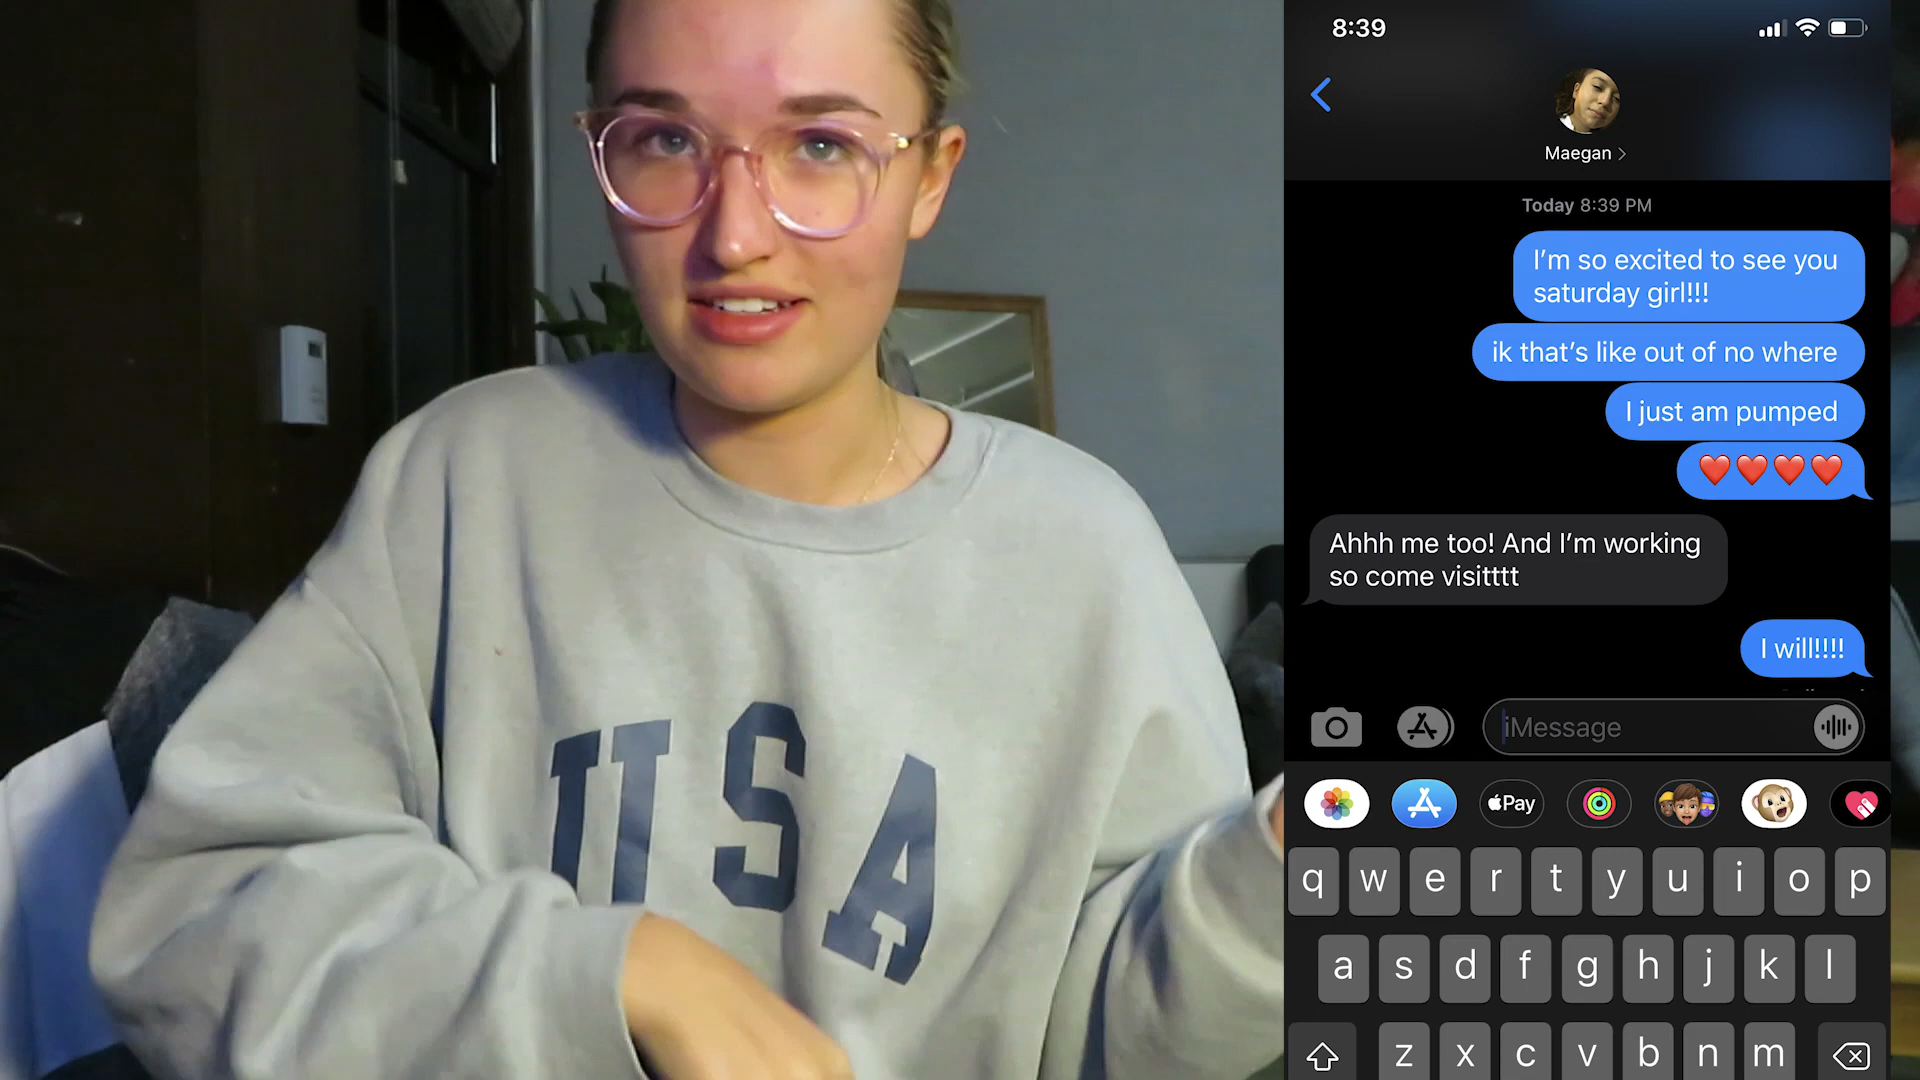 USA
8:39
Maegan
Today 8:39 PM
I'm so excited to see you
saturday girl!!!
ik that's like out of no where
I just am pumped
❤️❤️❤️❤️
Ahhh me too! And I'm working
so come visitttt
I will!!!!
iMessage
Pay
q w e r t y u i o p
a s d f g h j k l
z x c v b n m